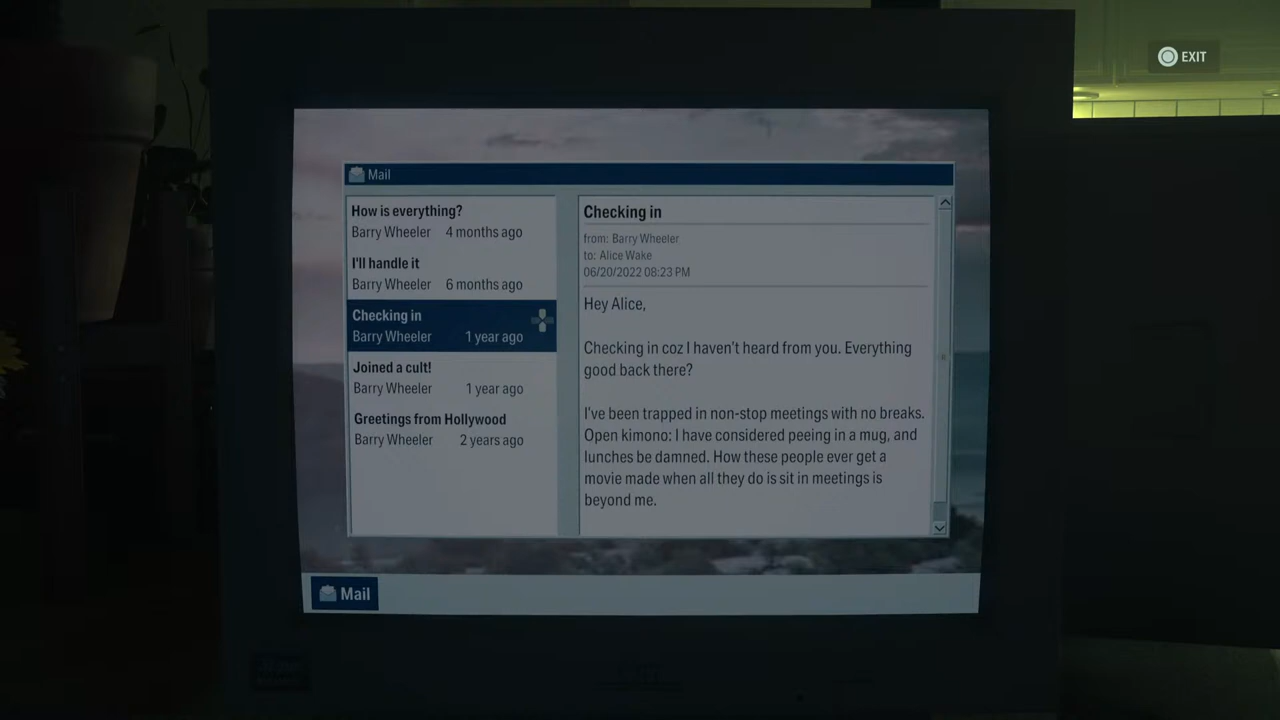 EXIT
Mail
How is everything?
Barry Wheeler 4 months ago
I'll handle it
Barry Wheeler 6 months ago
Checking in
Barry Wheeler 1 year ago
Joined a cult!
Barry Wheeler 1 year ago
Greetings from Hollywood
Barry Wheeler 2 years ago
Checking in
from: Barry Wheeler
to: Alice Wake
06/20/2022 08:23 PM
Hey Alice,
Checking in coz I haven't heard from you. Everything
good back there?
I've been trapped in non-stop meetings with no breaks.
Open kimono: I have considered peeing in a mug, and
lunches be damned. How these people ever get a
movie made when all they do is sit in meetings is
beyond me.
Mail